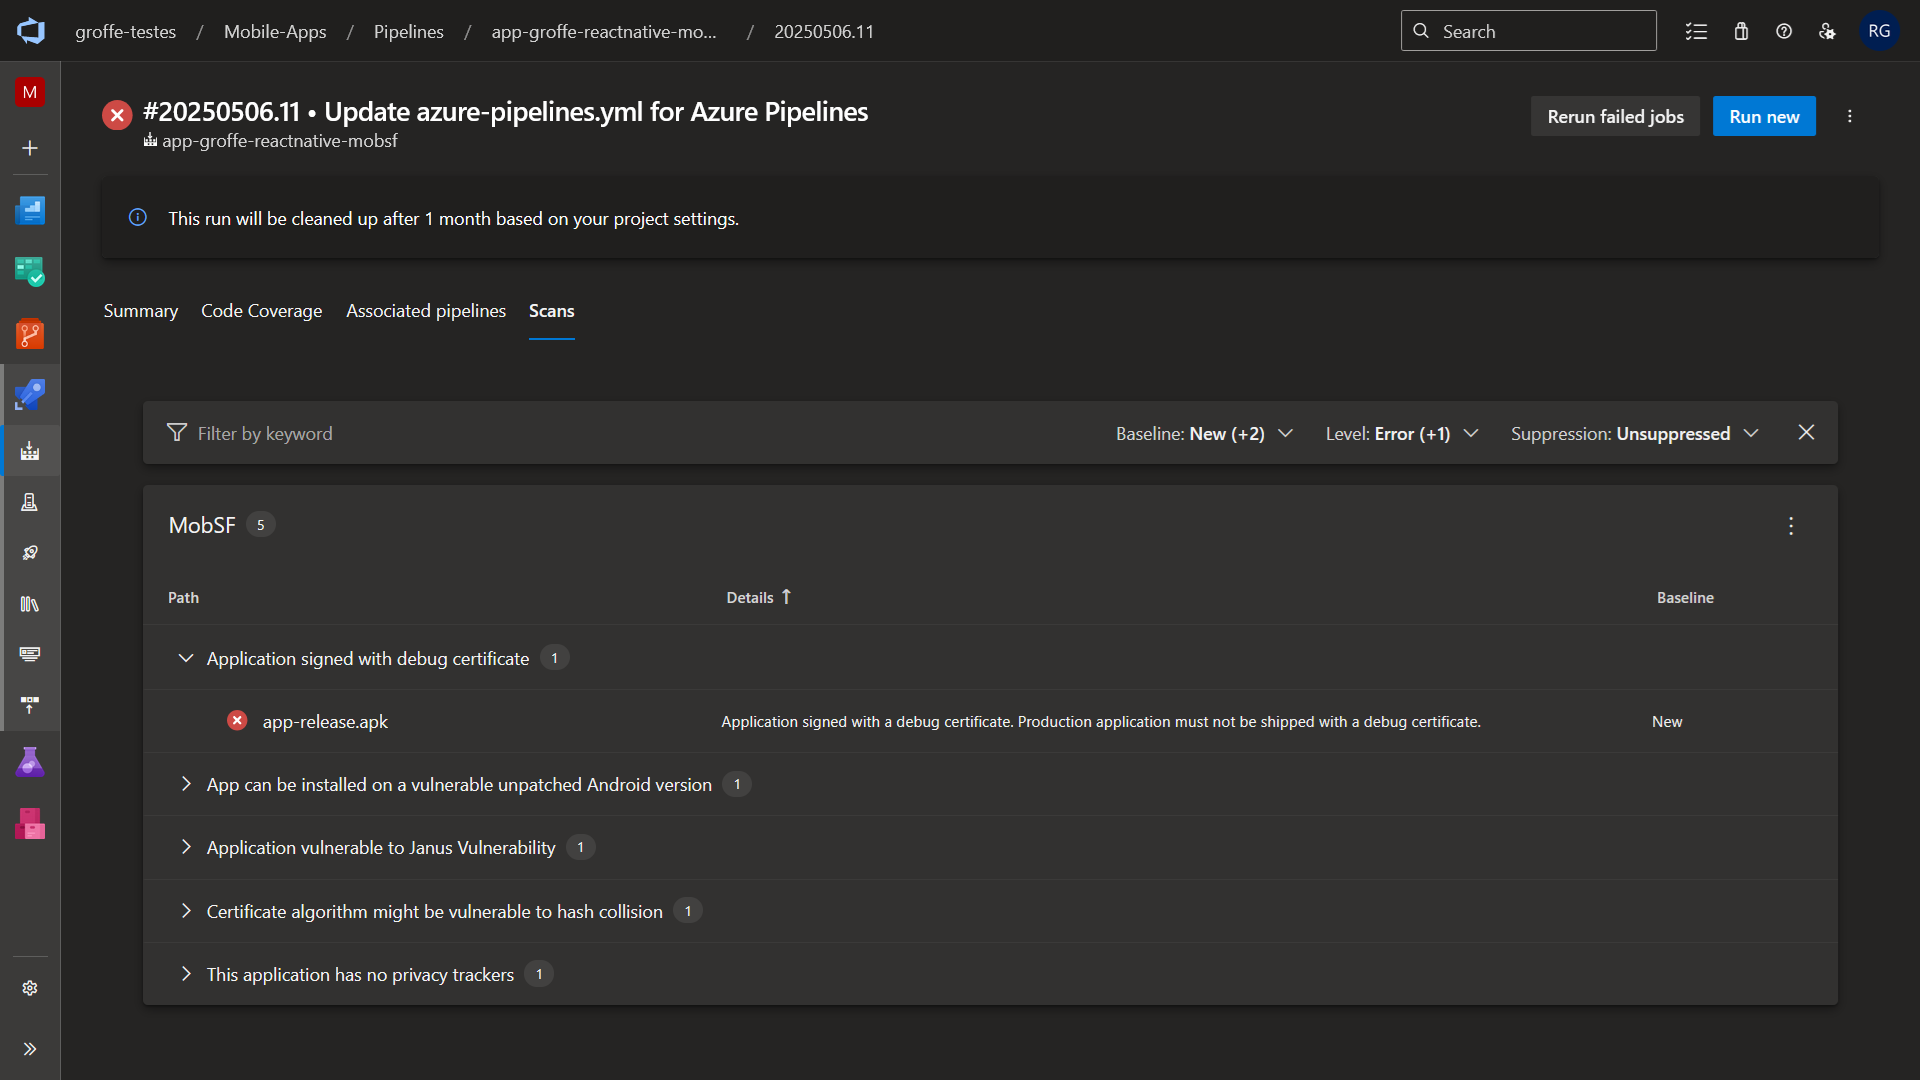 groffe-testes / Mobile-Apps / Pipelines / app-groffe-reactnative-mo... / 20250506.11
Search
RG
M
#20250506.11 • Update azure-pipelines.yml for Azure Pipelines
app-groffe-reactnative-mobsf
Rerun failed jobs
Run new
This run will be cleaned up after 1 month based on your project settings.
Summary Code Coverage Associated pipelines Scans
Filter by keyword
Baseline: New (+2)
Level: Error (+1)
Suppression: Unsuppressed
MobSF 5
Path Details Baseline
Application signed with debug certificate 1
app-release.apk Application signed with a debug certificate. Production application must not be shipped with a debug certificate. New
App can be installed on a vulnerable unpatched Android version 1
Application vulnerable to Janus Vulnerability 1
Certificate algorithm might be vulnerable to hash collision 1
This application has no privacy trackers 1